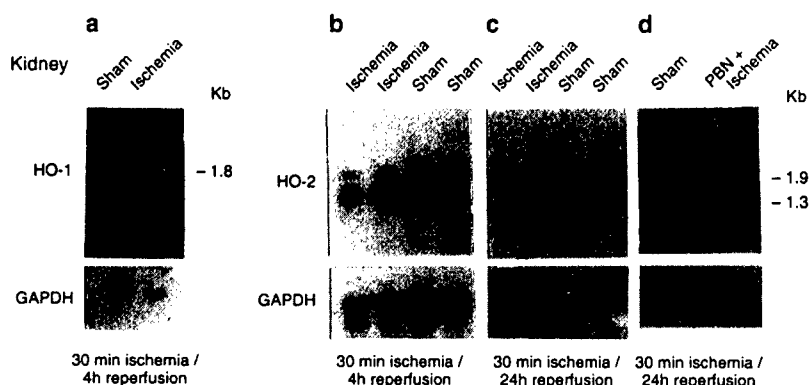 a
b
c
d
Kidney
Sham
Ischemia
Ischemia
Ischemia
Sham
Sham
Ischemia
Ischemia
Sham
Sham
Sham
PBN +
Ischemia
Kb
Kb
HO-1
– 1.8
HO-2
– 1.9
– 1.3
GAPDH
GAPDH
30 min ischemia /
4h reperfusion
30 min ischemia /
4h reperfusion
30 min ischemia /
24h reperfusion
30 min ischemia /
24h reperfusion